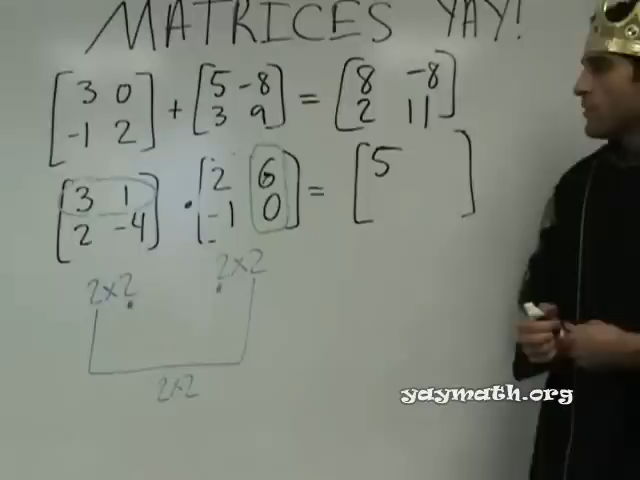 MATRICES YAY!
[3 0] + [5 -8] = [8 -8]
[-1 2] [3 9] [2 11]
[3 1] · [2 6] = [5 ]
[2 -4] [-1 0] [ ]
2x2 2x2
2x2
yaymath.org